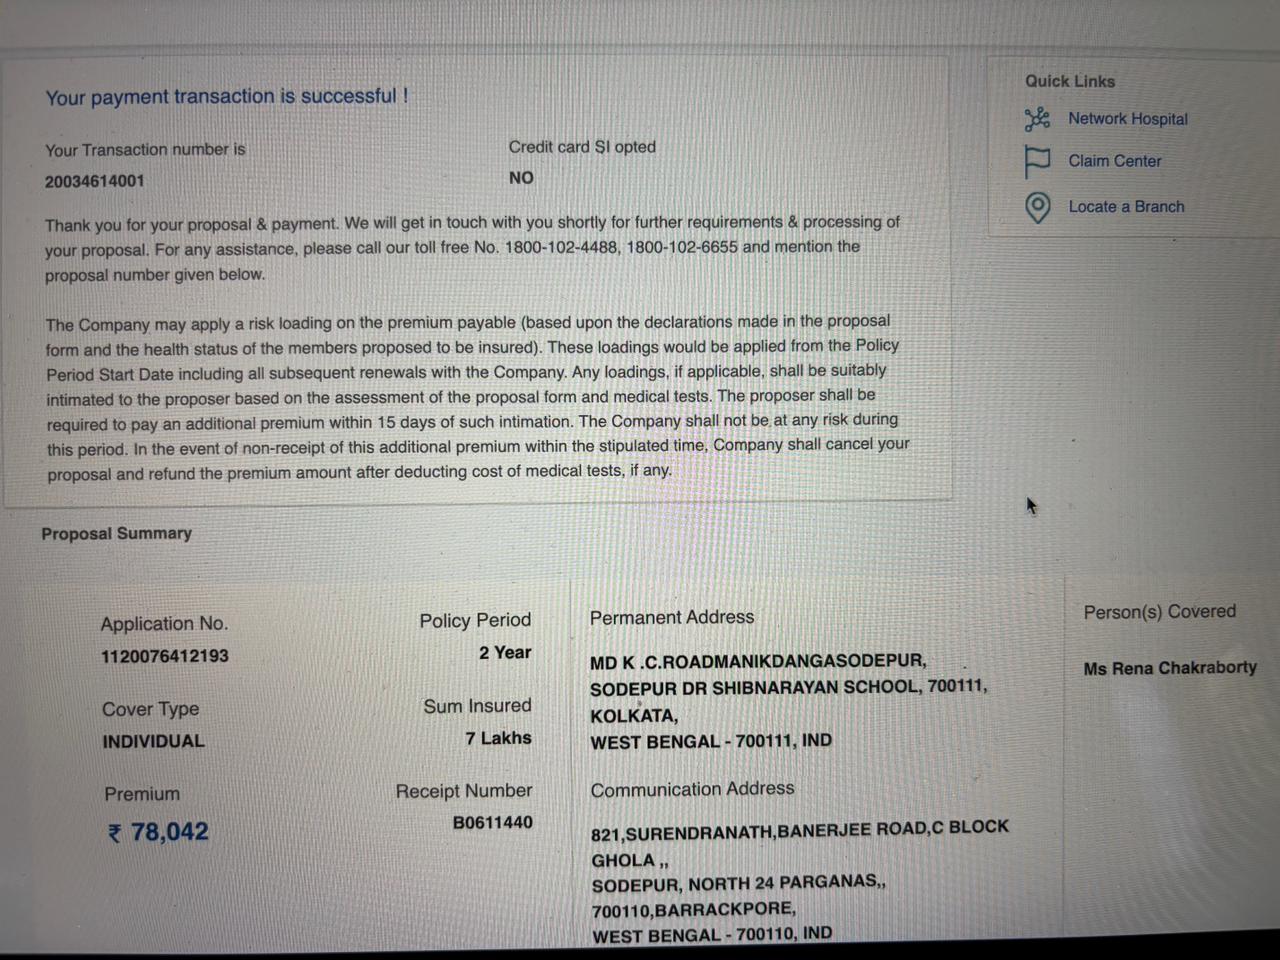 Your payment transaction is successful !
Your Transaction number is
20034614001
Credit card SI opted
NO
Thank you for your proposal & payment. We will get in touch with you shortly for further requirements & processing of
your proposal. For any assistance, please call our toll free No. 1800-102-4488, 1800-102-6655 and mention the
proposal number given below.
The Company may apply a risk loading on the premium payable (based upon the declarations made in the proposal
form and the health status of the members proposed to be insured). These loadings would be applied from the Policy
Period Start Date including all subsequent renewals with the Company. Any loadings, if applicable, shall be suitably
intimated to the proposer based on the assessment of the proposal form and medical tests. The proposer shall be
required to pay an additional premium within 15 days of such intimation. The Company shall not be at any risk during
this period. In the event of non-receipt of this additional premium within the stipulated time, Company shall cancel your
proposal and refund the premium amount after deducting cost of medical tests, if any.
Quick Links
Network Hospital
Claim Center
Locate a Branch
Proposal Summary
Application No.
1120076412193
Policy Period
2 Year
Cover Type
INDIVIDUAL
Sum Insured
7 Lakhs
Premium
₹ 78,042
Receipt Number
B0611440
Permanent Address
MD K .C.ROADMANIKDANGASODEPUR,
SODEPUR DR SHIBNARAYAN SCHOOL, 700111,
KOLKATA,
WEST BENGAL - 700111, IND
Communication Address
821,SURENDRANATH,BANERJEE ROAD,C BLOCK
GHOLA ,,
SODEPUR, NORTH 24 PARGANAS,,
700110,BARRACKPORE,
WEST BENGAL - 700110, IND
Person(s) Covered
Ms Rena Chakraborty